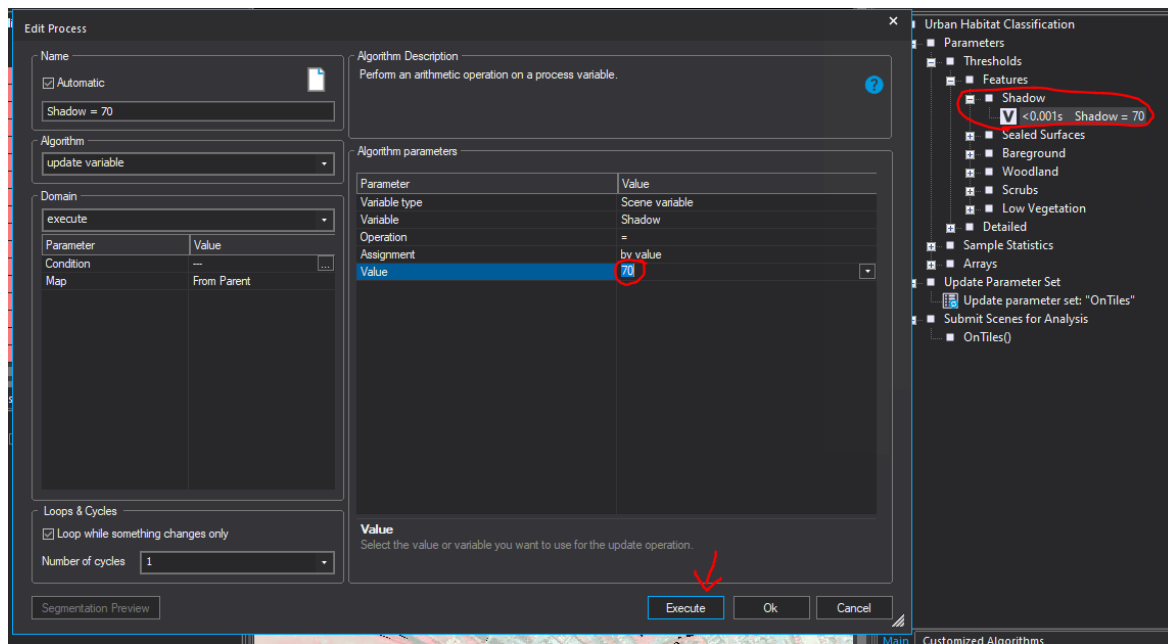 Edit Process
Name
Automatic
Shadow = 70
Algorithm
update variable
Domain
execute
Parameter Value
Condition ---
...
Map From Parent
Loops & Cycles
Loop while something changes only
Number of cycles 1
Segmentation Preview
Algorithm Description
Perform an arithmetic operation on a process variable.
?
Algorithm parameters
Parameter Value
Variable type Scene variable
Variable Shadow
Operation =
Assignment by value
Value 70
Value
Select the value or variable you want to use for the update operation.
Execute Ok Cancel
Urban Habitat Classification
Parameters
Thresholds
Features
Shadow
V <0.001s Shadow = 70
Sealed Surfaces
Bareground
Woodland
Scrubs
Low Vegetation
Detailed
Sample Statistics
Arrays
Update Parameter Set
Update parameter set: "OnTiles"
Submit Scenes for Analysis
OnTiles()
Main Customized Algorithms